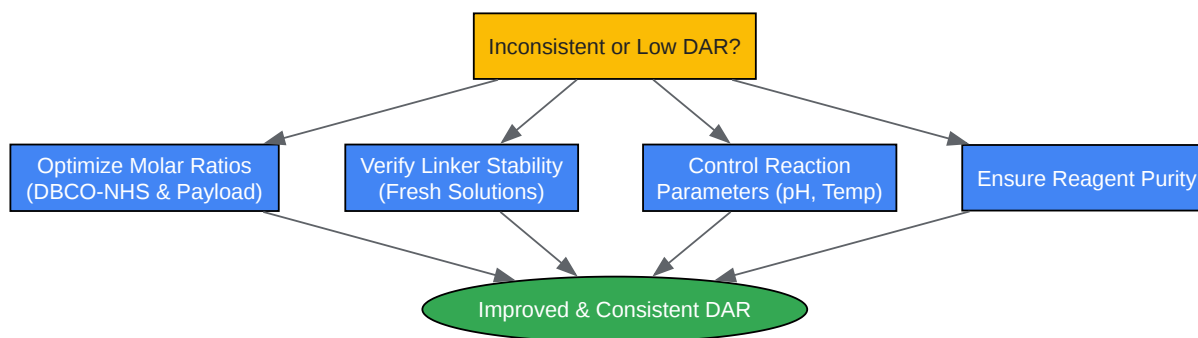 Inconsistent or Low DAR?
Optimize Molar Ratios
(DBCO-NHS & Payload)
Verify Linker Stability
(Fresh Solutions)
Control Reaction
Parameters (pH, Temp)
Ensure Reagent Purity
Improved & Consistent DAR